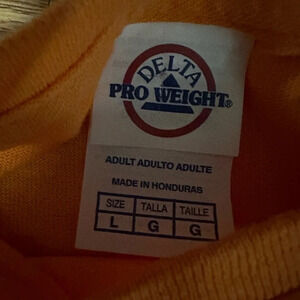 DELTA
PRO WEIGHT®
ADULT ADULTO ADULTE
MADE IN HONDURAS
SIZE TALLA TAILLE
L G G